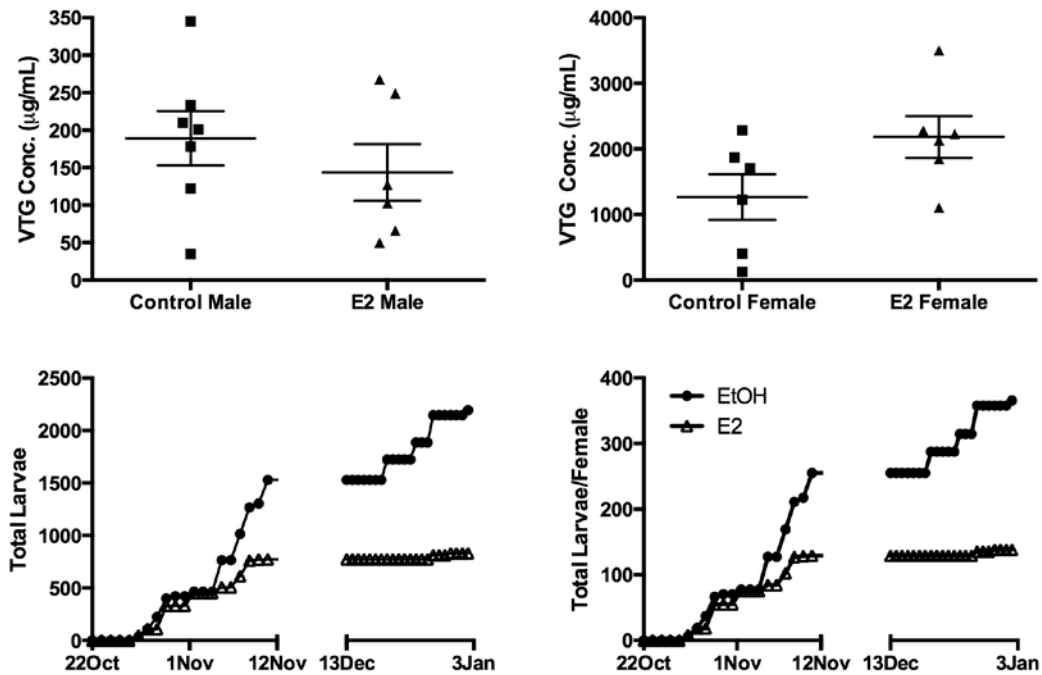 VTG Conc. (µg/mL)
350
300
250
200
150
100
50
0
Control Male
E2 Male
VTG Conc. (µg/mL)
4000
3000
2000
1000
0
Control Female
E2 Female
Total Larvae
2500
2000
1500
1000
500
0
22Oct
1Nov
12Nov
13Dec
3Jan
Total Larvae/Female
400
300
200
100
0
22Oct
1Nov
12Nov
13Dec
3Jan
EtOH
E2